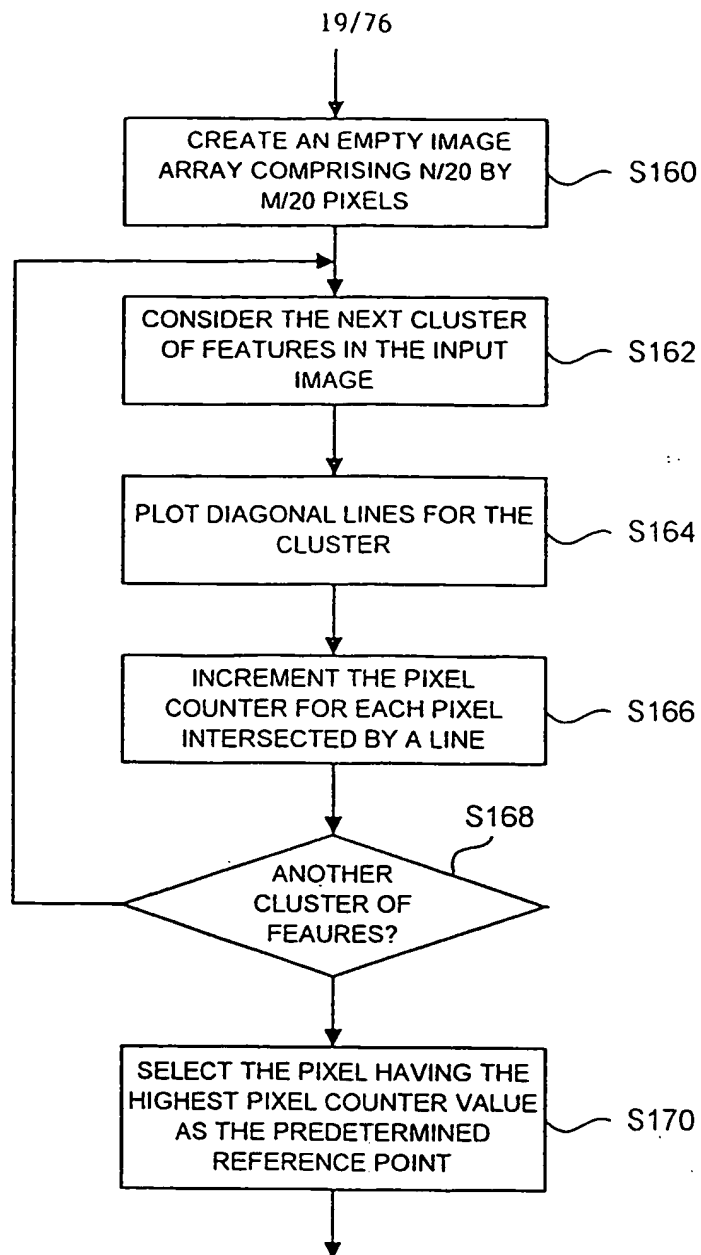 19/76
CREATE AN EMPTY IMAGE
ARRAY COMPRISING N/20 BY
M/20 PIXELS
S160
CONSIDER THE NEXT CLUSTER
OF FEATURES IN THE INPUT
IMAGE
S162
PLOT DIAGONAL LINES FOR THE
CLUSTER
S164
INCREMENT THE PIXEL
COUNTER FOR EACH PIXEL
INTERSECTED BY A LINE
S166
S168
ANOTHER
CLUSTER OF
FEAURES?
SELECT THE PIXEL HAVING THE
HIGHEST PIXEL COUNTER VALUE
AS THE PREDETERMINED
REFERENCE POINT
S170